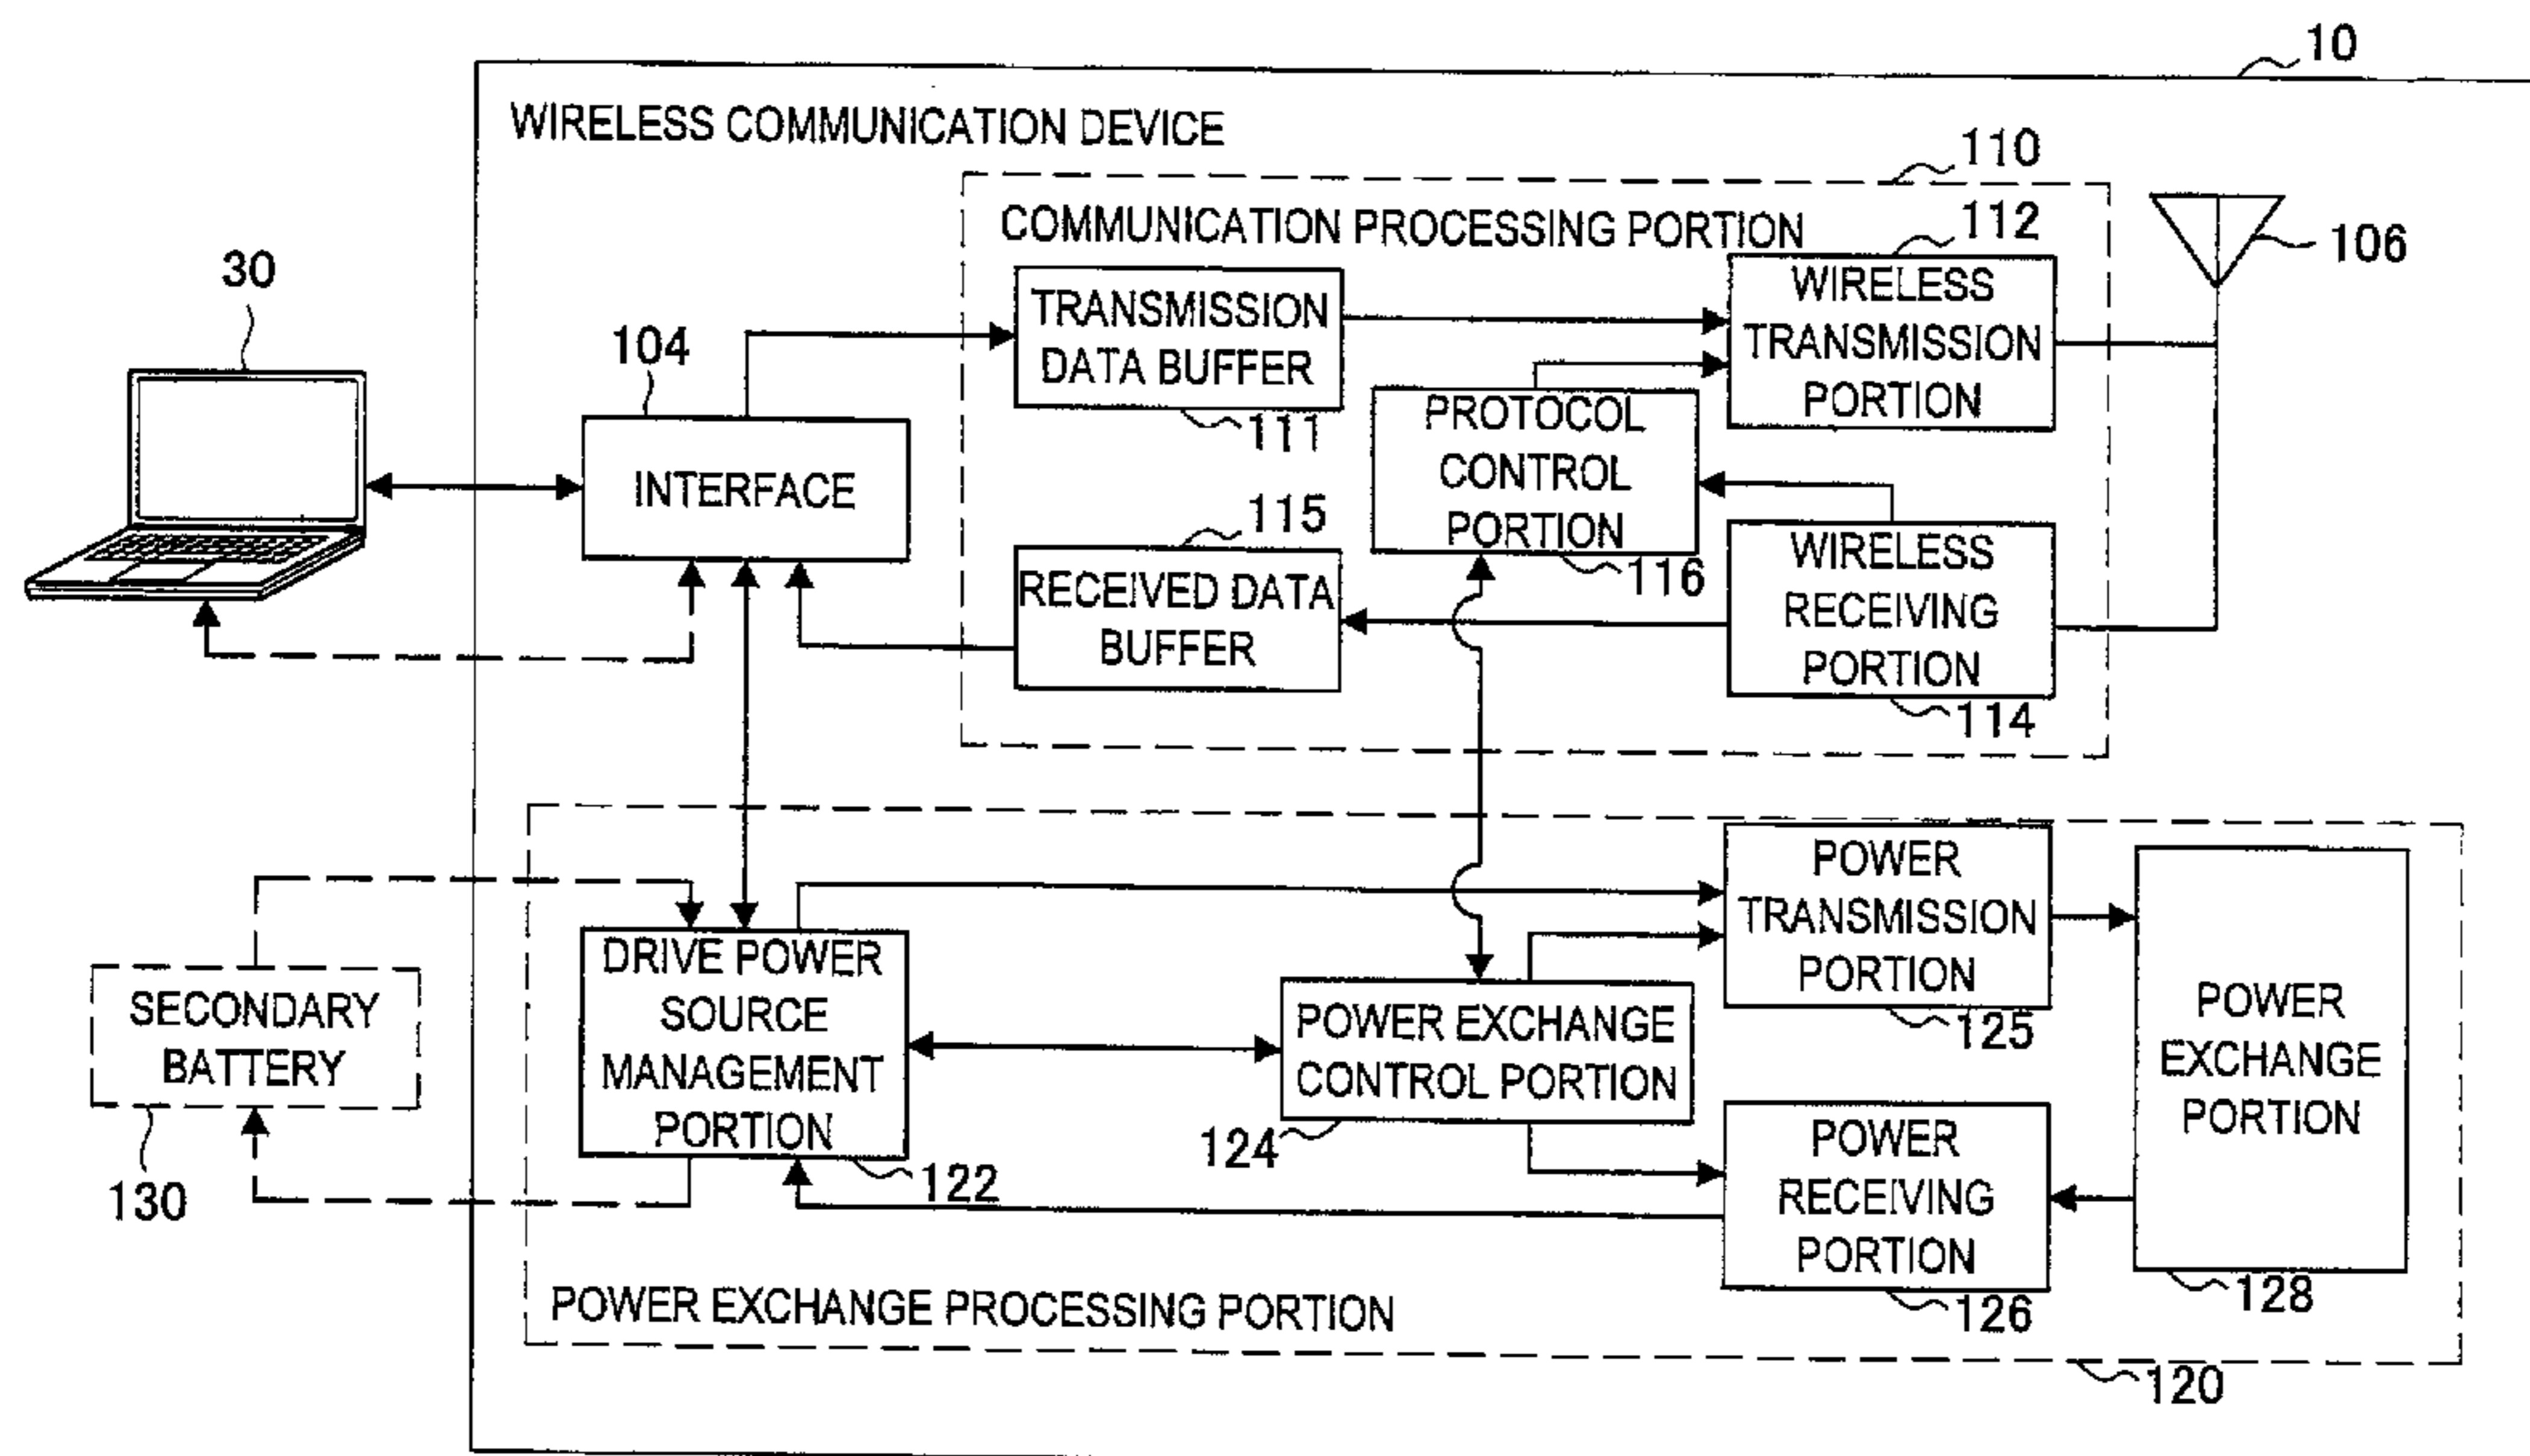 10
WIRELESS COMMUNICATION DEVICE
110
COMMUNICATION PROCESSING PORTION
112
106
30
104
TRANSMISSION
DATA BUFFER
111
WIRELESS
TRANSMISSION
PORTION
INTERFACE
PROTOCOL
CONTROL
PORTION
116
115
RECEIVED DATA
BUFFER
WIRELESS
RECEIVING
PORTION
114
SECONDARY
BATTERY
130
DRIVE POWER
SOURCE
MANAGEMENT
PORTION
122
POWER EXCHANGE
CONTROL PORTION
124
POWER
TRANSMISSION
PORTION
125
POWER
RECEIVING
PORTION
126
POWER
EXCHANGE
PORTION
128
POWER EXCHANGE PROCESSING PORTION
120